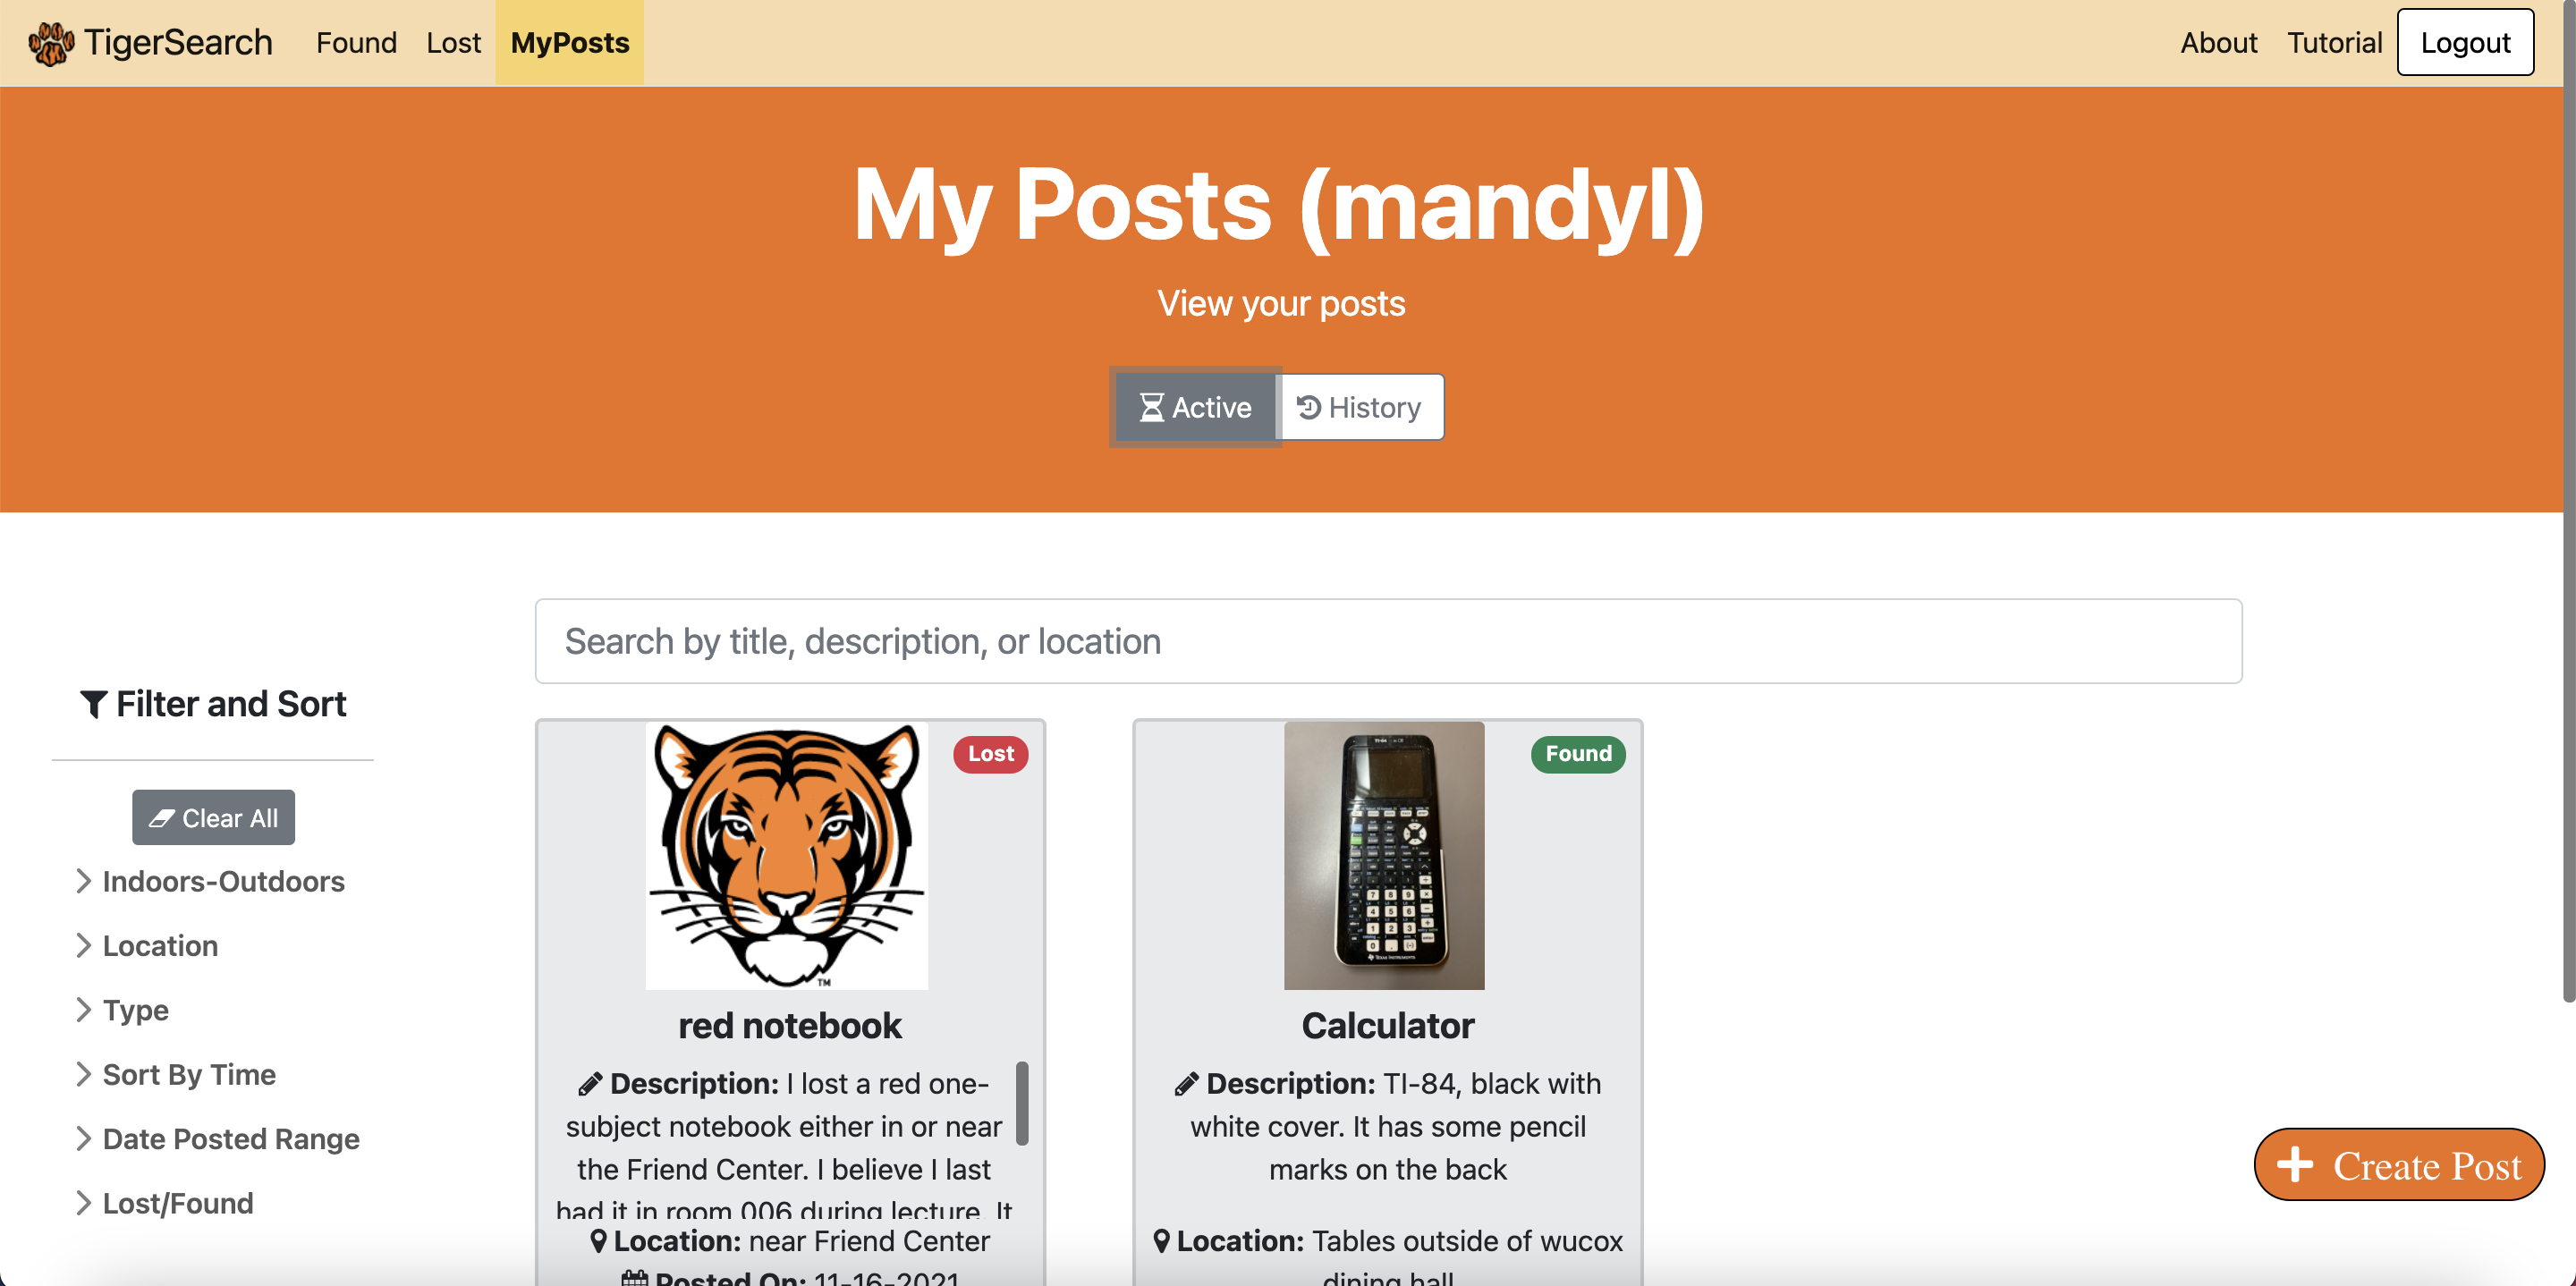 TigerSearch Found Lost MyPosts About Tutorial Logout
My Posts (mandyl)
View your posts
Active History
Search by title, description, or location
Filter and Sort
Clear All
Indoors-Outdoors
Location
Type
Sort By Time
Date Posted Range
Lost/Found
Lost
TM
red notebook
Description: I lost a red one-
subject notebook either in or near
the Friend Center. I believe I last
had it in room 006 during lecture. It
Location: near Friend Center
Posted On: 11-16-2021
Found
TEXAS INSTRUMENTS
Calculator
Description: TI-84, black with
white cover. It has some pencil
marks on the back
Location: Tables outside of wucox
dining hall
Create Post